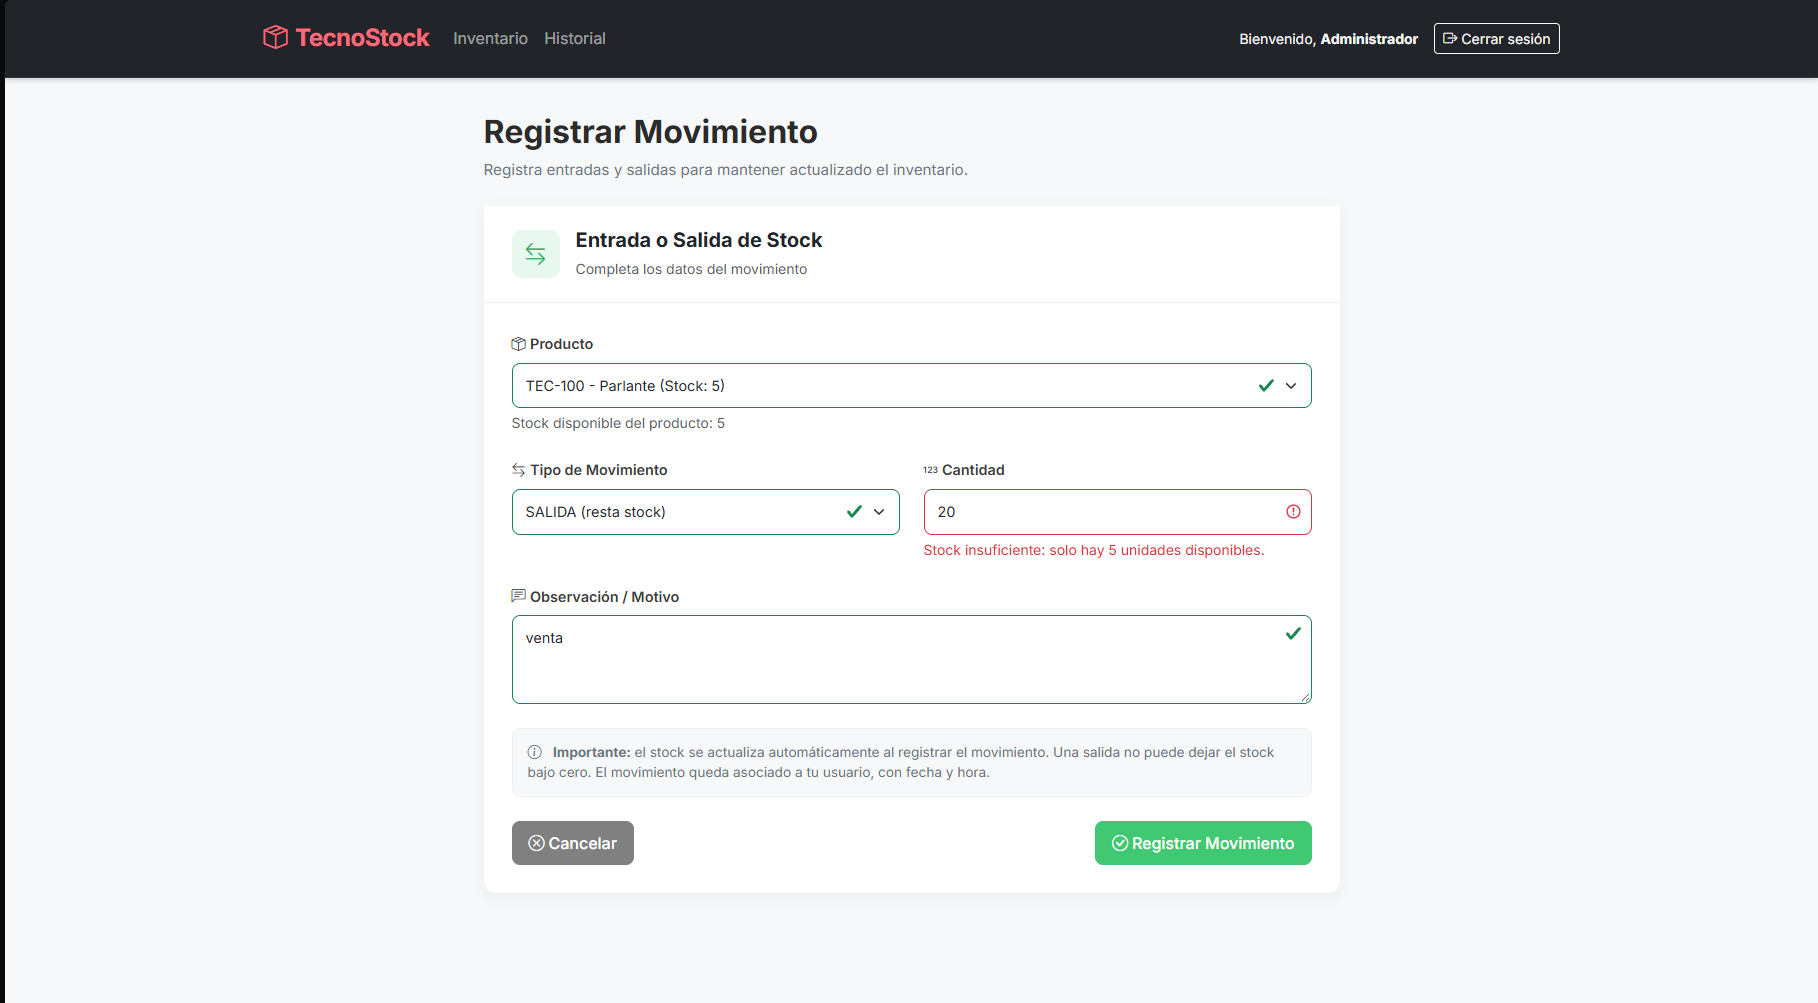 TecnoStock
Inventario
Historial
Bienvenido, Administrador
Cerrar sesión
Registrar Movimiento
Registra entradas y salidas para mantener actualizado el inventario.
Entrada o Salida de Stock
Completa los datos del movimiento
Producto
TEC-100 - Parlante (Stock: 5)
Stock disponible del producto: 5
Tipo de Movimiento
SALIDA (resta stock)
123 Cantidad
20
Stock insuficiente: solo hay 5 unidades disponibles.
Observación / Motivo
venta
Importante: el stock se actualiza automáticamente al registrar el movimiento. Una salida no puede dejar el stock
bajo cero. El movimiento queda asociado a tu usuario, con fecha y hora.
Cancelar
Registrar Movimiento